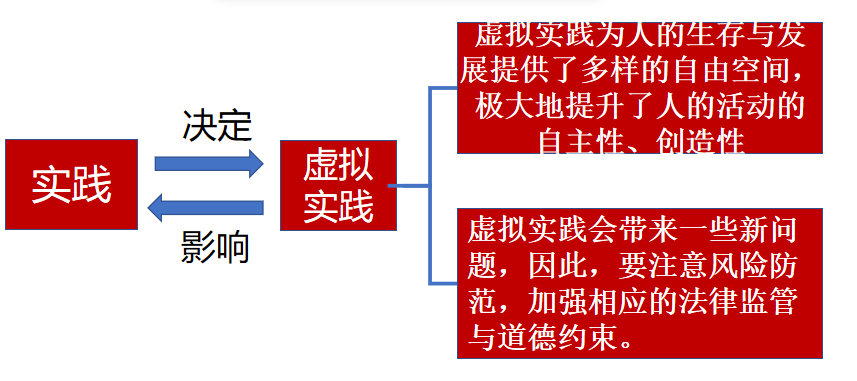 实践
决定
影响
虚拟
实践
虚拟实践为人的生存与发
展提供了多样的自由空间，
极大地提升了人的活动的
自主性、创造性
虚拟实践会带来一些新问
题，因此，要注意风险防
范，加强相应的法律监管
与道德约束。